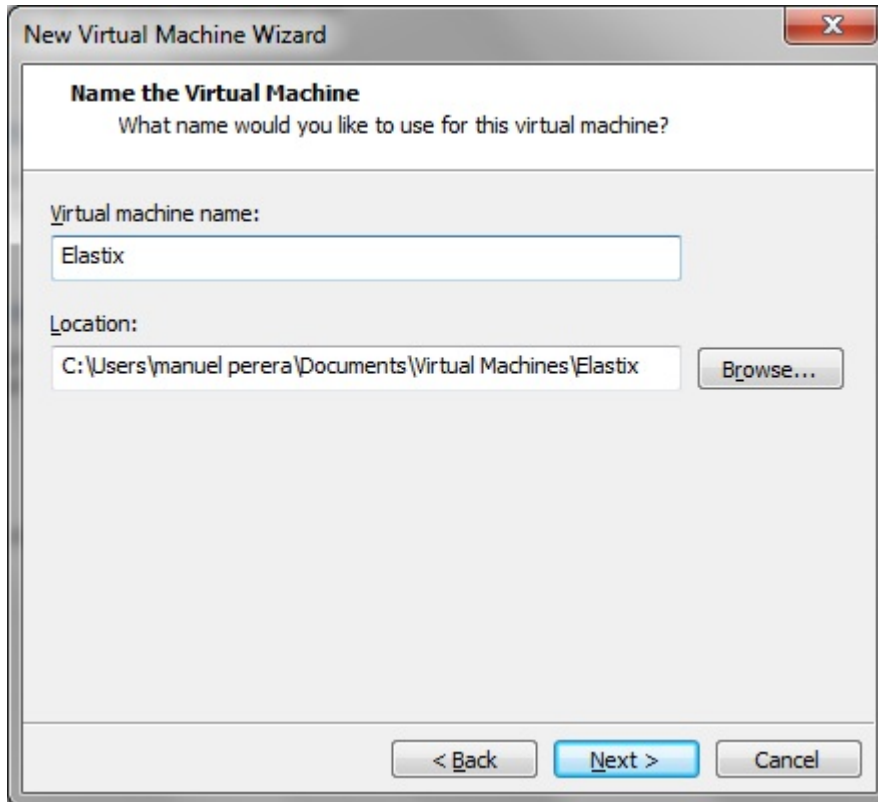 New Virtual Machine Wizard
Name the Virtual Machine
What name would you like to use for this virtual machine?
Virtual machine name:
Elastix
Location:
C:\Users\manuel perera\Documents\Virtual Machines\Elastix
Browse...
< Back
Next >
Cancel